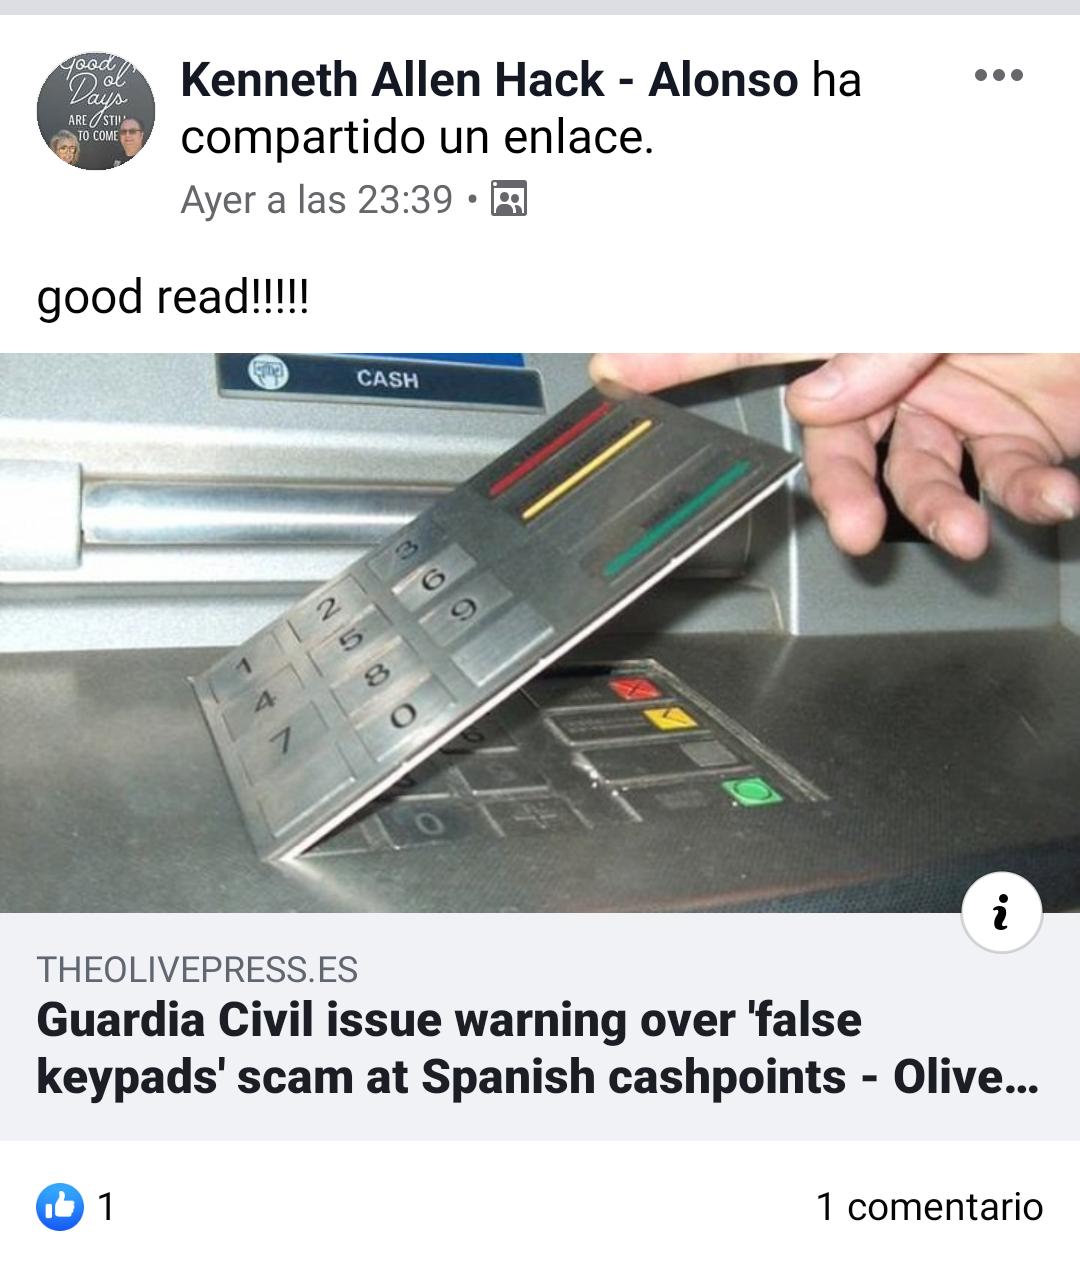 Good
ol
Days
ARE STILL
TO COME
Kenneth Allen Hack - Alonso ha
compartido un enlace.
Ayer a las 23:39 •
good read!!!!!
CASH
3
6
9
2
5
8
0
1
4
7
0
THEOLIVEPRESS.ES
Guardia Civil issue warning over 'false
keypads' scam at Spanish cashpoints - Olive...
1
1 comentario